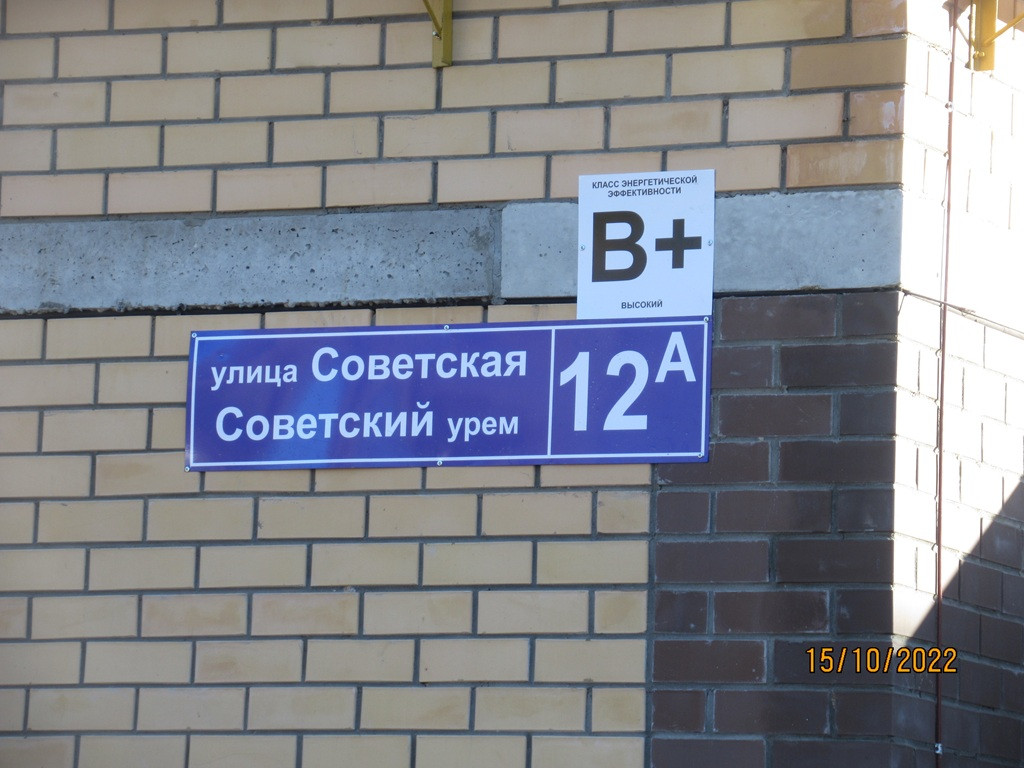 КЛАСС ЭНЕРГЕТИЧЕСКОЙ
ЭФФЕКТИВНОСТИ
B+
ВЫСОКИЙ
улица Советская
Советский урем
12А
15/10/2022